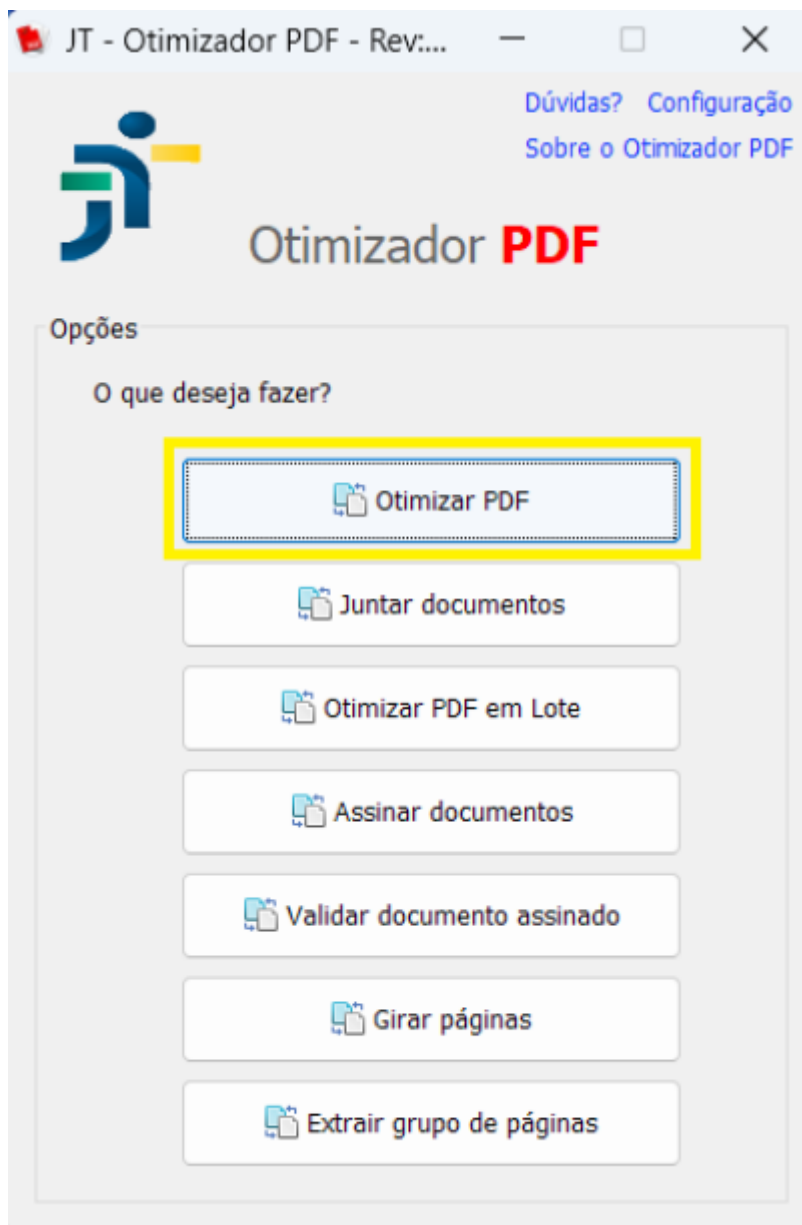 JT - Otimizador PDF - Rev:...
Dúvidas? Configuração
Sobre o Otimizador PDF
Otimizador PDF
Opções
O que deseja fazer?
Otimizar PDF
Juntar documentos
Otimizar PDF em Lote
Assinar documentos
Validar documento assinado
Girar páginas
Extrair grupo de páginas